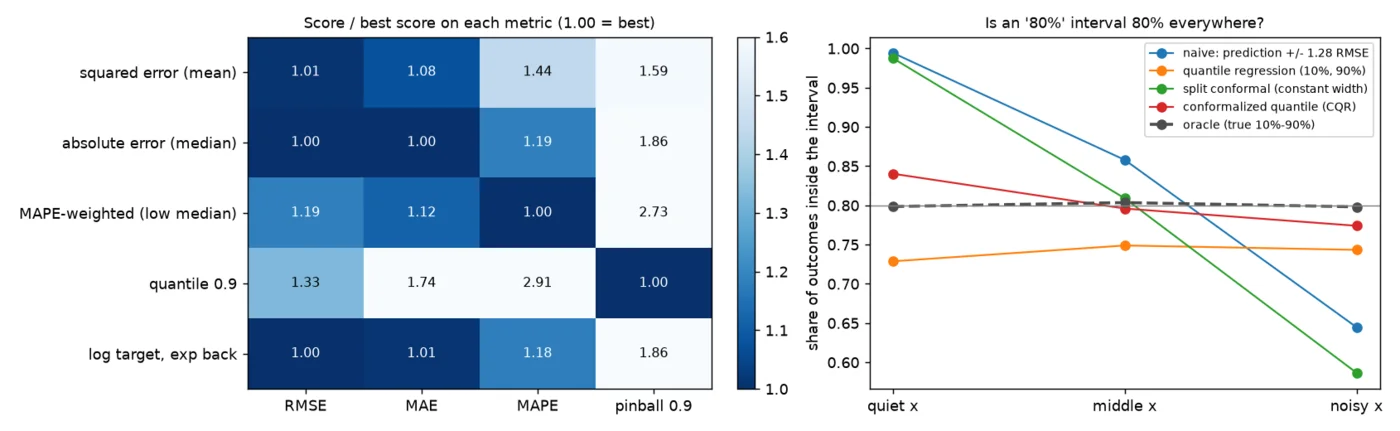 Score / best score on each metric (1.00 = best)
squared error (mean) 1.01 1.08 1.44 1.59
absolute error (median) 1.00 1.00 1.19 1.86
MAPE-weighted (low median) 1.19 1.12 1.00 2.73
quantile 0.9 1.33 1.74 2.91 1.00
log target, exp back 1.00 1.01 1.18 1.86
RMSE MAE MAPE pinball 0.9
1.6
1.5
1.4
1.3
1.2
1.1
1.0
Is an '80%' interval 80% everywhere?
share of outcomes inside the interval
1.00
0.95
0.90
0.85
0.80
0.75
0.70
0.65
0.60
naive: prediction +/- 1.28 RMSE
quantile regression (10%, 90%)
split conformal (constant width)
conformalized quantile (CQR)
oracle (true 10%-90%)
quiet x middle x noisy x